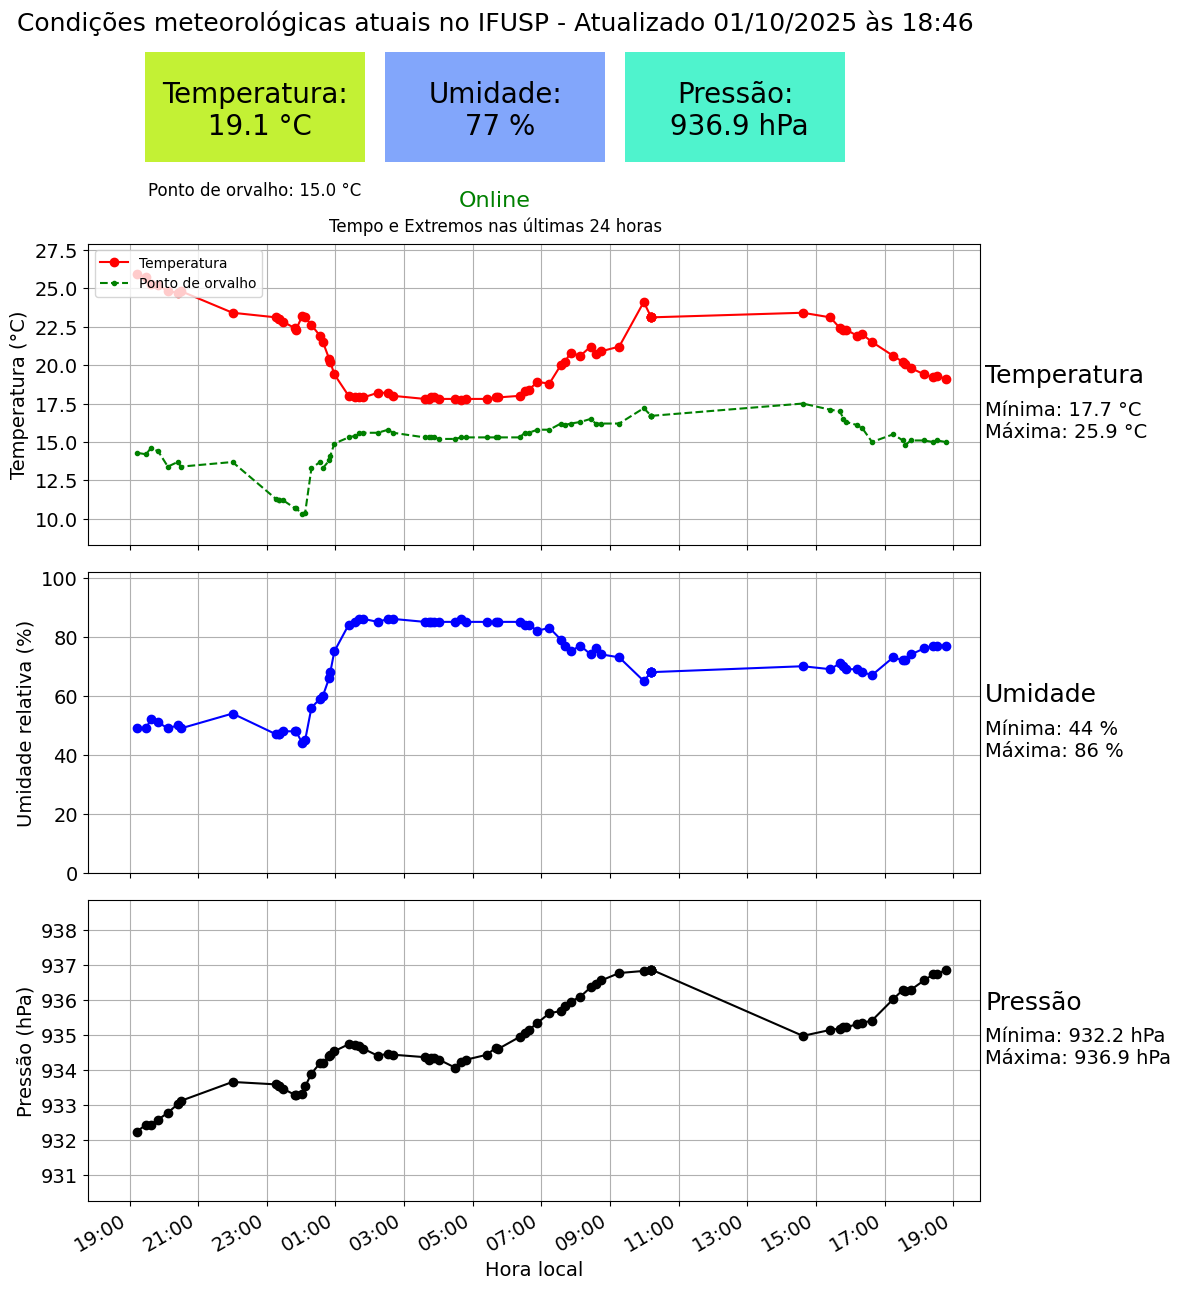 Condições meteorológicas atuais no IFUSP - Atualizado 01/10/2025 às 18:46
Temperatura:
19.1 °C
Umidade:
77 %
Pressão:
936.9 hPa
Ponto de orvalho: 15.0 °C
Online
Tempo e Extremos nas últimas 24 horas
Temperatura
Ponto de orvalho
Temperatura (°C)
27.5
25.0
22.5
20.0
17.5
15.0
12.5
10.0
Temperatura
Mínima: 17.7 °C
Máxima: 25.9 °C
Umidade relativa (%)
100
80
60
40
20
0
Umidade
Mínima: 44 %
Máxima: 86 %
Pressão (hPa)
938
937
936
935
934
933
932
931
Pressão
Mínima: 932.2 hPa
Máxima: 936.9 hPa
19:00 21:00 23:00 01:00 03:00 05:00 07:00 09:00 11:00 13:00 15:00 17:00 19:00
Hora local